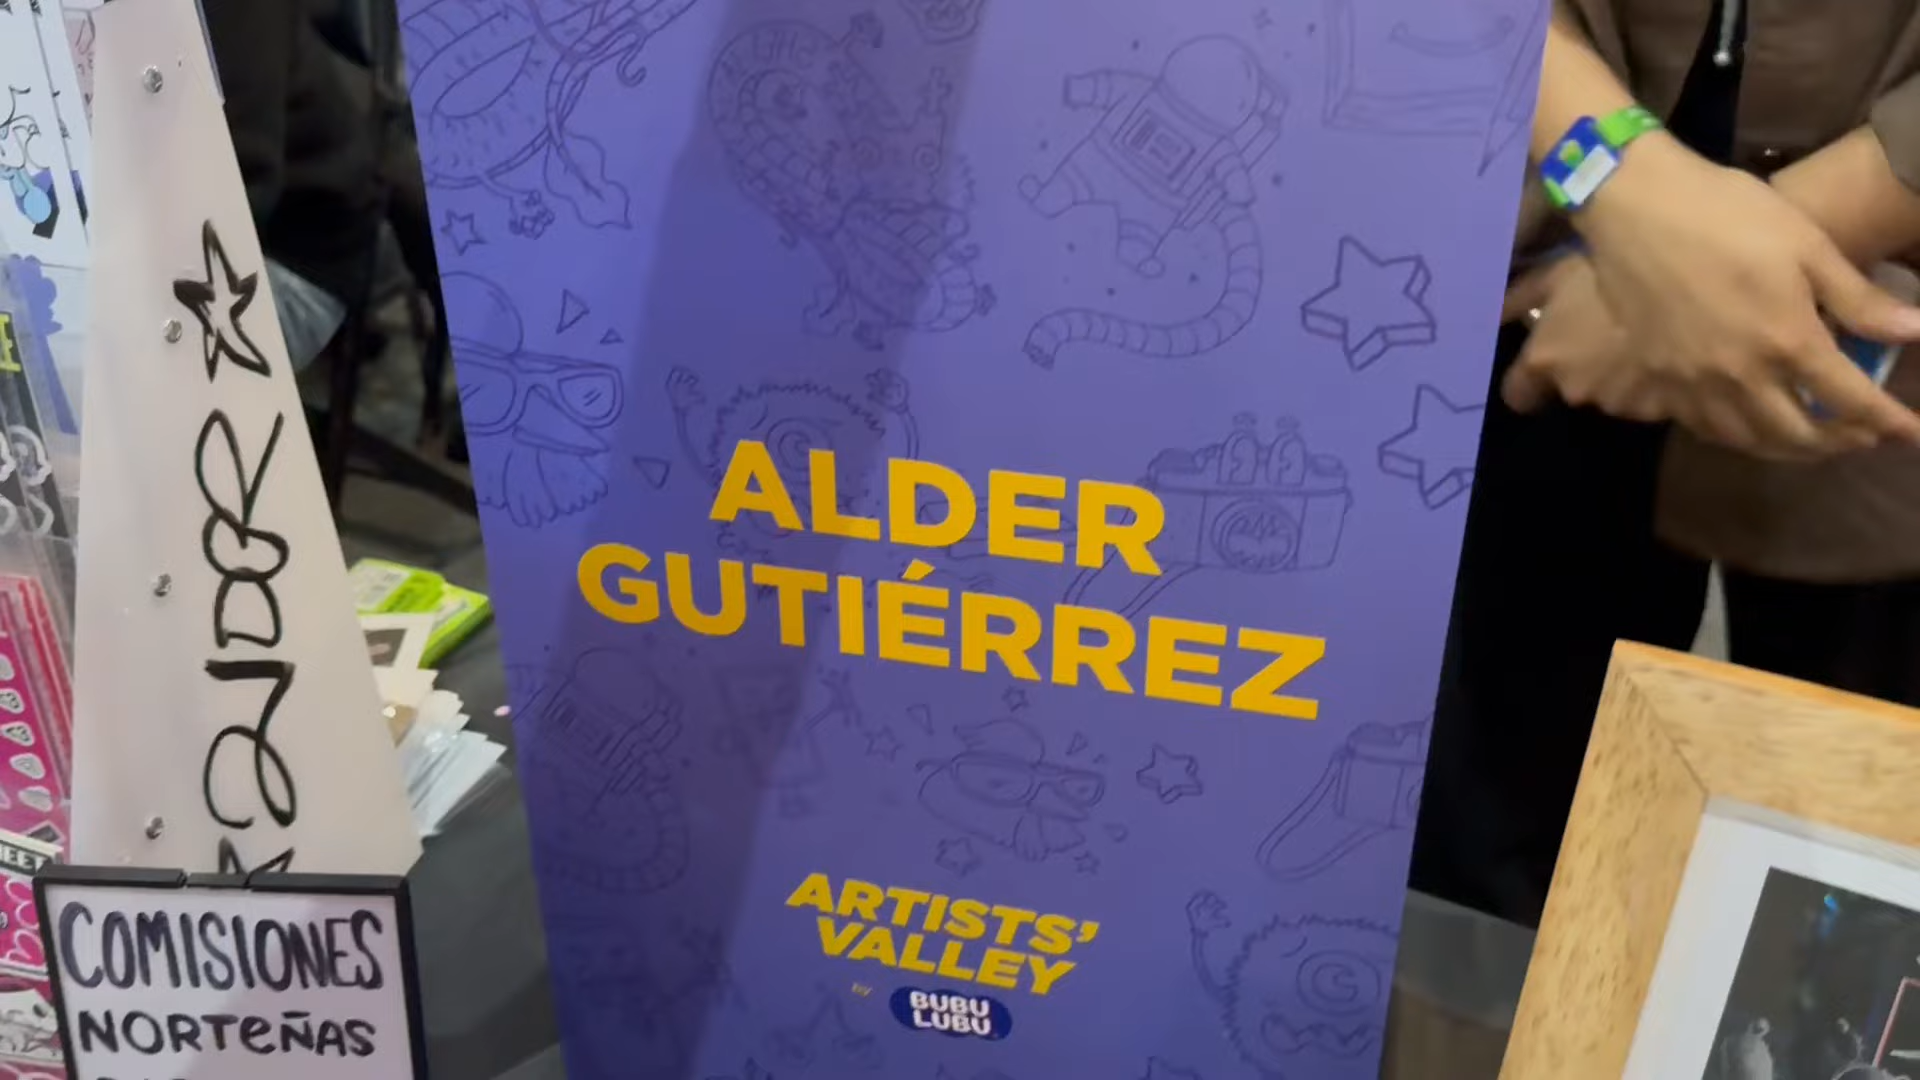 ALDER
GUTIÉRREZ
ARTISTS'
VALLEY
by
BUBU
LUBU
COMISIONES
NORTEÑAS